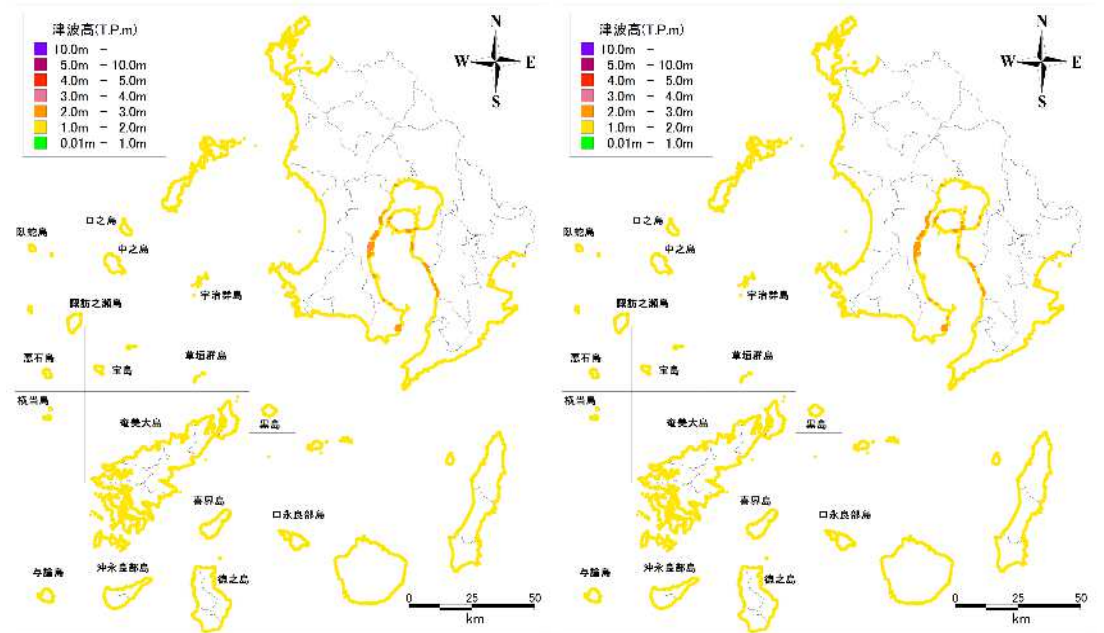 津波高(T.P.m)
10.0m －
5.0m － 10.0m
4.0m － 5.0m
3.0m － 4.0m
2.0m － 3.0m
1.0m － 2.0m
0.01m － 1.0m
N
W E
S
口之島
臥蛇島
中之島
宇治群島
諏訪之瀬島
草垣群島
悪石島
宝島
横当島
奄美大島
黒島
喜界島
口永良部島
与論島
沖永良部島
徳之島
0 25 50
km
津波高(T.P.m)
10.0m －
5.0m － 10.0m
4.0m － 5.0m
3.0m － 4.0m
2.0m － 3.0m
1.0m － 2.0m
0.01m － 1.0m
N
W E
S
口之島
臥蛇島
中之島
宇治群島
諏訪之瀬島
草垣群島
悪石島
宝島
横当島
奄美大島
黒島
喜界島
口永良部島
与論島
沖永良部島
徳之島
0 25 50
km